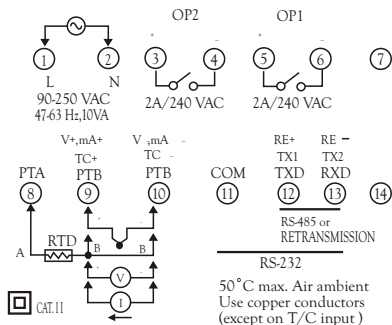 OP2 OP1
+ - + -
1 2 3 4 5 6 7
L N
90-250 VAC 2A/240 VAC 2A/240 VAC
47-63 Hz,10VA
V+,mA+ V -,mA - RE+ RE -
TC+ TC - TX1 TX2
PTA PTB PTB COM TXD RXD
8 9 10 11 12 13 14
RS-485 or
RETRANSMISSION
RTD
A B B
RS-232
V
I
CAT.II
50°C max. Air ambient
Use copper conductors
(except on T/C input )